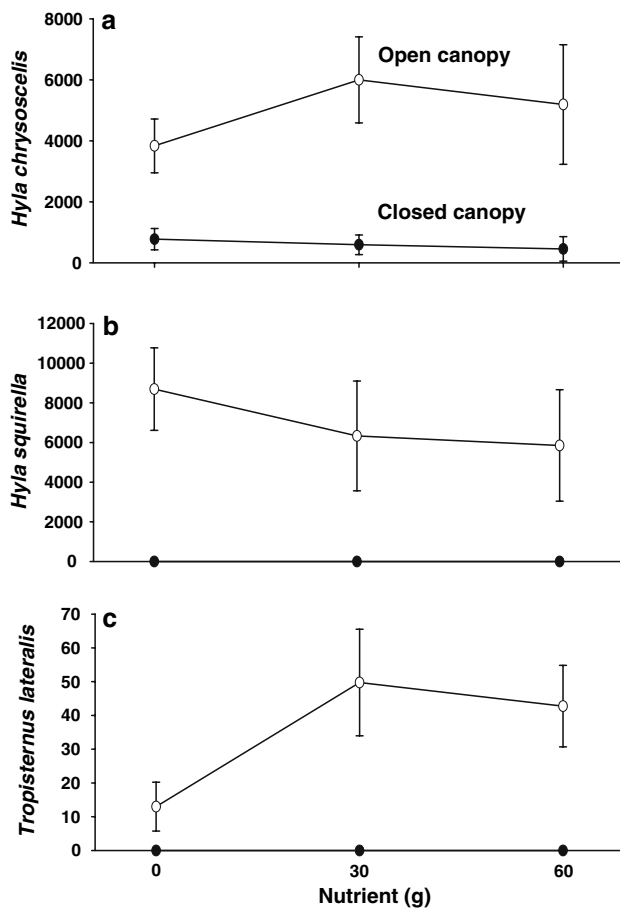 a
Hyla chrysoscelis
8000
6000
4000
2000
0
Open canopy
Closed canopy
b
Hyla squirella
12000
10000
8000
6000
4000
2000
0
c
Tropisternus lateralis
70
60
50
40
30
20
10
0
0 30 60
Nutrient (g)